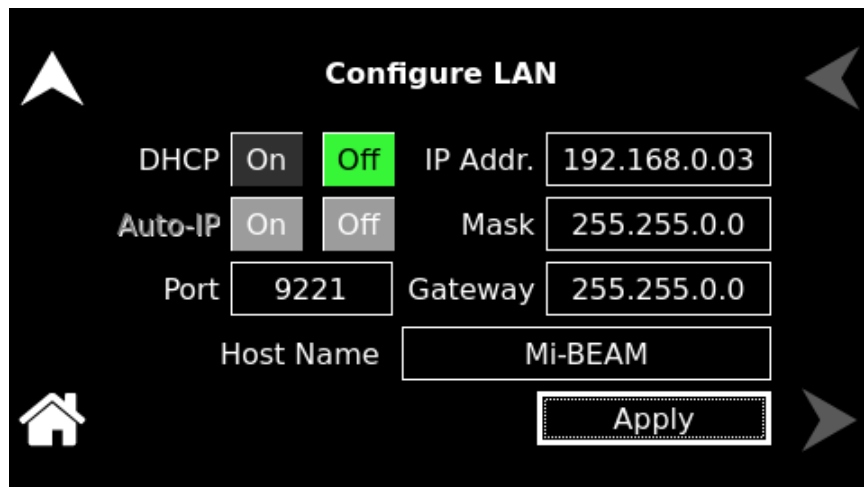 Configure LAN
DHCP On Off IP Addr. 192.168.0.03
Auto-IP On Off Mask 255.255.0.0
Port 9221 Gateway 255.255.0.0
Host Name Mi-BEAM
Apply